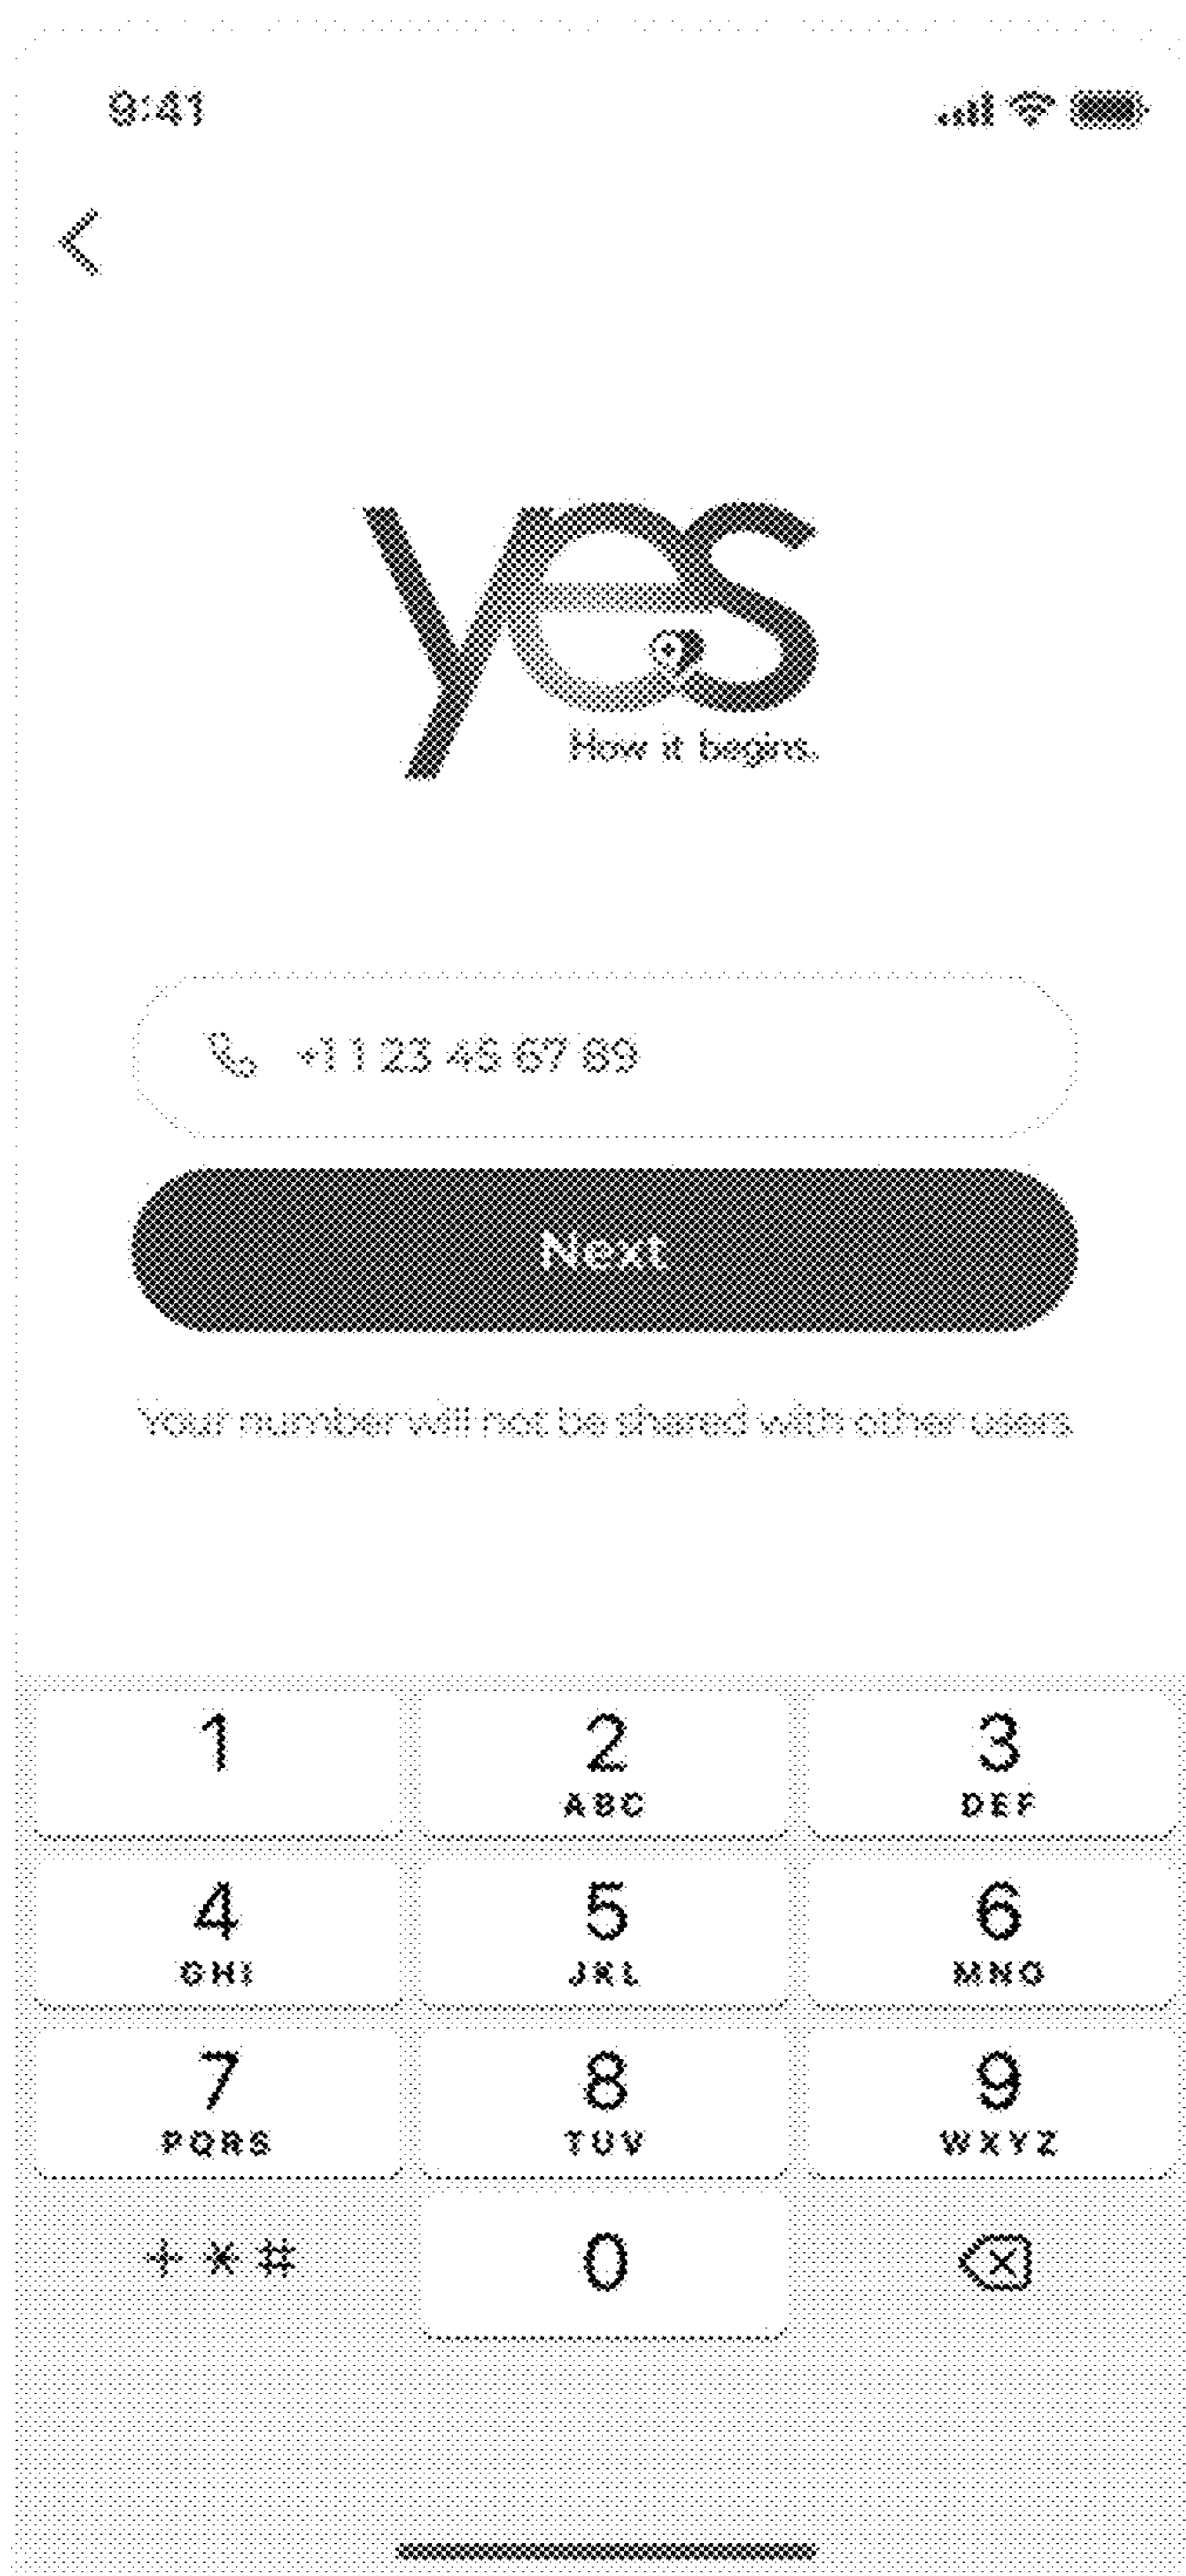 9:41
yes
How it begins.
+1 1 23 45 67 89
Next
Your number will not be shared with other users
1
2
ABC
3
DEF
4
GHI
5
JKL
6
MNO
7
PQRS
8
TUV
9
WXYZ
+ * #
0